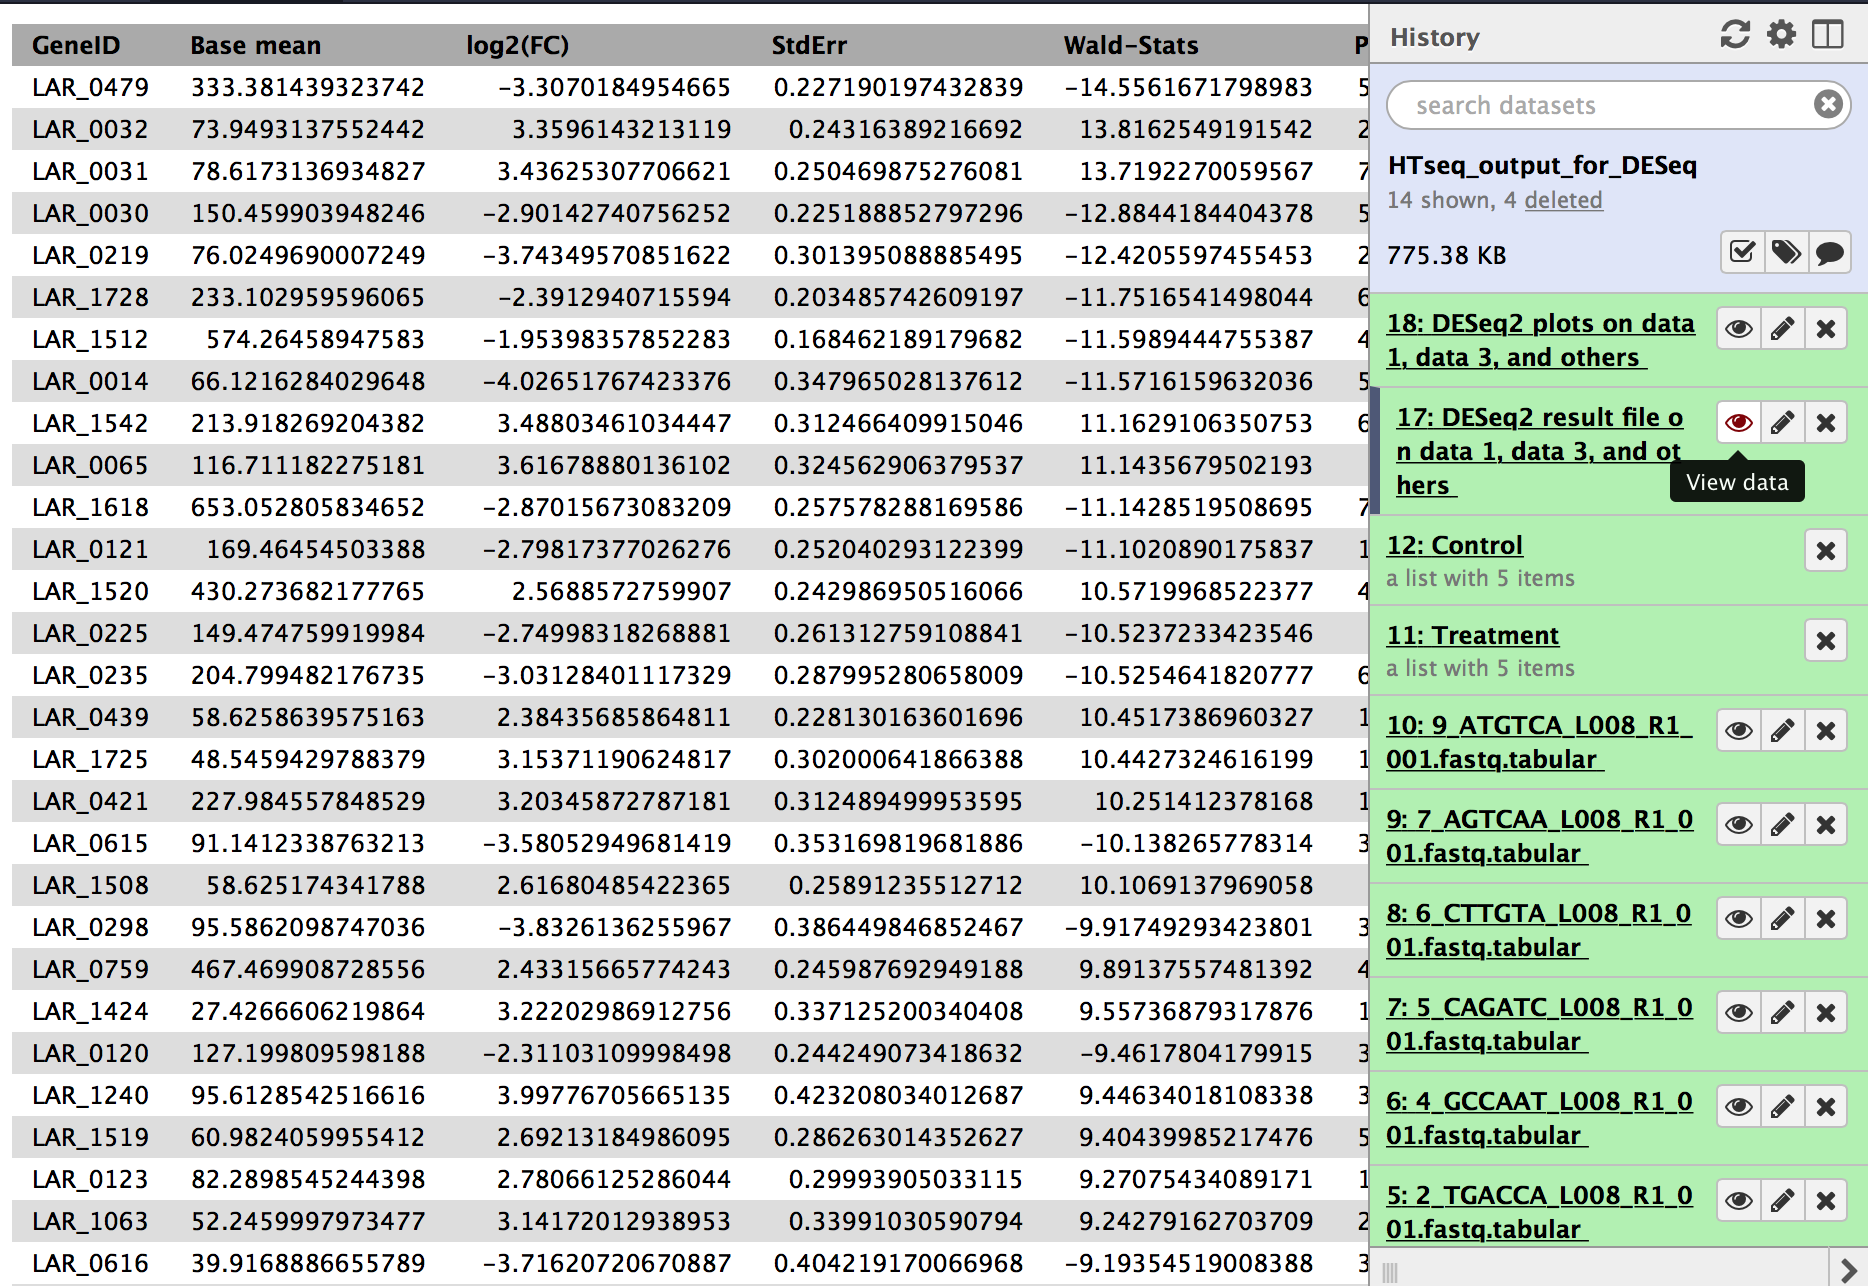 GeneID Base mean log2(FC) StdErr Wald-Stats P
LAR_0479 333.381439323742 -3.3070184954665 0.227190197432839 -14.5561671798983 5
LAR_0032 73.9493137552442 3.3596143213119 0.24316389216692 13.8162549191542 2
LAR_0031 78.6173136934827 3.43625307706621 0.250469875276081 13.7192270059567 7
LAR_0030 150.459903948246 -2.90142740756252 0.225188852797296 -12.8844184404378 5
LAR_0219 76.0249690007249 -3.74349570851622 0.301395088885495 -12.4205597455453 2
LAR_1728 233.102959596065 -2.3912940715594 0.203485742609197 -11.7516541498044 6
LAR_1512 574.26458947583 -1.95398357852283 0.168462189179682 -11.5989444755387 4
LAR_0014 66.1216284029648 -4.02651767423376 0.347965028137612 -11.5716159632036 5
LAR_1542 213.918269204382 3.48803461034447 0.312466409915046 11.1629106350753 6
LAR_0065 116.711182275181 3.61678880136102 0.324562906379537 11.1435679502193
LAR_1618 653.052805834652 -2.87015673083209 0.257578288169586 -11.1428519508695 7
LAR_0121 169.46454503388 -2.79817377026276 0.252040293122399 -11.1020890175837 1
LAR_1520 430.273682177765 2.5688572759907 0.242986950516066 10.5719968522377 4
LAR_0225 149.474759919984 -2.74998318268881 0.261312759108841 -10.5237233423546
LAR_0235 204.799482176735 -3.03128401117329 0.287995280658009 -10.5254641820777 6
LAR_0439 58.6258639575163 2.38435685864811 0.228130163601696 10.4517386960327 1
LAR_1725 48.5459429788379 3.15371190624817 0.302000641866388 10.4427324616199 1
LAR_0421 227.984557848529 3.20345872787181 0.312489499953595 10.251412378168 1
LAR_0615 91.1412338763213 -3.58052949681419 0.353169819681886 -10.138265778314 3
LAR_1508 58.625174341788 2.61680485422365 0.25891235512712 10.1069137969058
LAR_0298 95.5862098747036 -3.8326136255967 0.386449846852467 -9.91749293423801 3
LAR_0759 467.469908728556 2.43315665774243 0.245987692949188 9.89137557481392 4
LAR_1424 27.4266606219864 3.22202986912756 0.337125200340408 9.55736879317876 1
LAR_0120 127.199809598188 -2.31103109998498 0.244249073418632 -9.4617804179915 3
LAR_1240 95.6128542516616 3.99776705665135 0.423208034012687 9.44634018108338 3
LAR_1519 60.9824059955412 2.69213184986095 0.286263014352627 9.40439985217476 5
LAR_0123 82.2898545244398 2.78066125286044 0.29993905033115 9.27075434089171 1
LAR_1063 52.2459997973477 3.14172012938953 0.33991030590794 9.24279162703709 2
LAR_0616 39.9168886655789 -3.71620720670887 0.404219170066968 -9.19354519008388 3
History
search datasets
HTseq_output_for_DESeq
14 shown, 4 deleted
775.38 KB
18: DESeq2 plots on data
1, data 3, and others
17: DESeq2 result file o
n data 1, data 3, and ot
hers
View data
12: Control
a list with 5 items
11: Treatment
a list with 5 items
10: 9_ATGTCA_L008_R1_
001.fastq.tabular
9: 7_AGTCAA_L008_R1_0
01.fastq.tabular
8: 6_CTTGTA_L008_R1_0
01.fastq.tabular
7: 5_CAGATC_L008_R1_0
01.fastq.tabular
6: 4_GCCAAT_L008_R1_0
01.fastq.tabular
5: 2_TGACCA_L008_R1_0
01.fastq.tabular